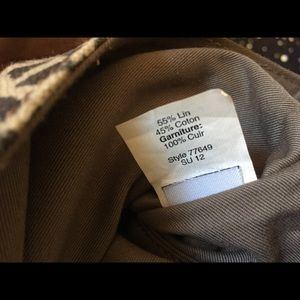 55% Lin
45% Coton
Garniture:
100% Cuir
Style 77649
SU 12